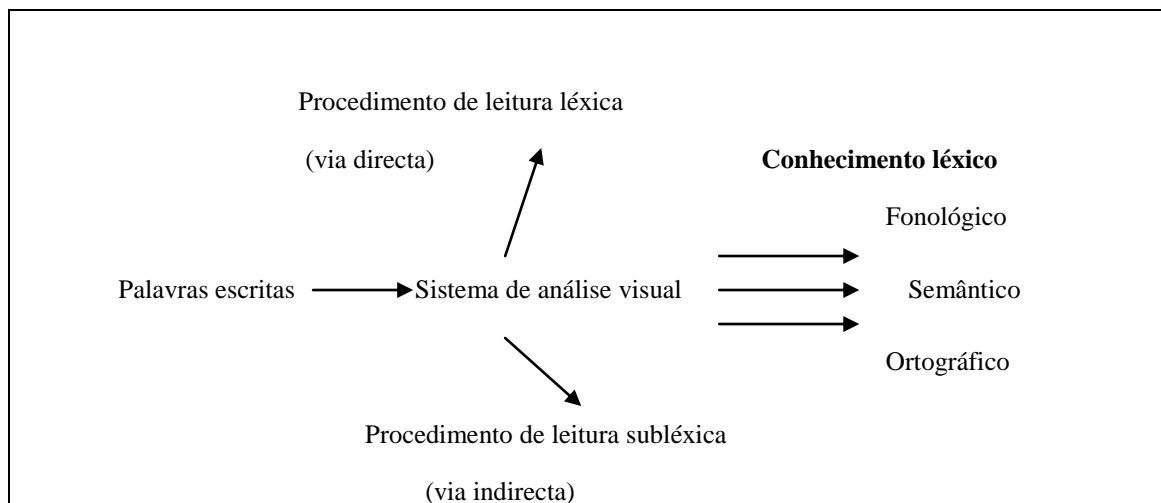 Procedimento de leitura léxica
(via directa)
Conhecimento léxico
Fonológico
Palavras escritas
Sistema de análise visual
Semântico
Ortográfico
Procedimento de leitura subléxica
(via indirecta)